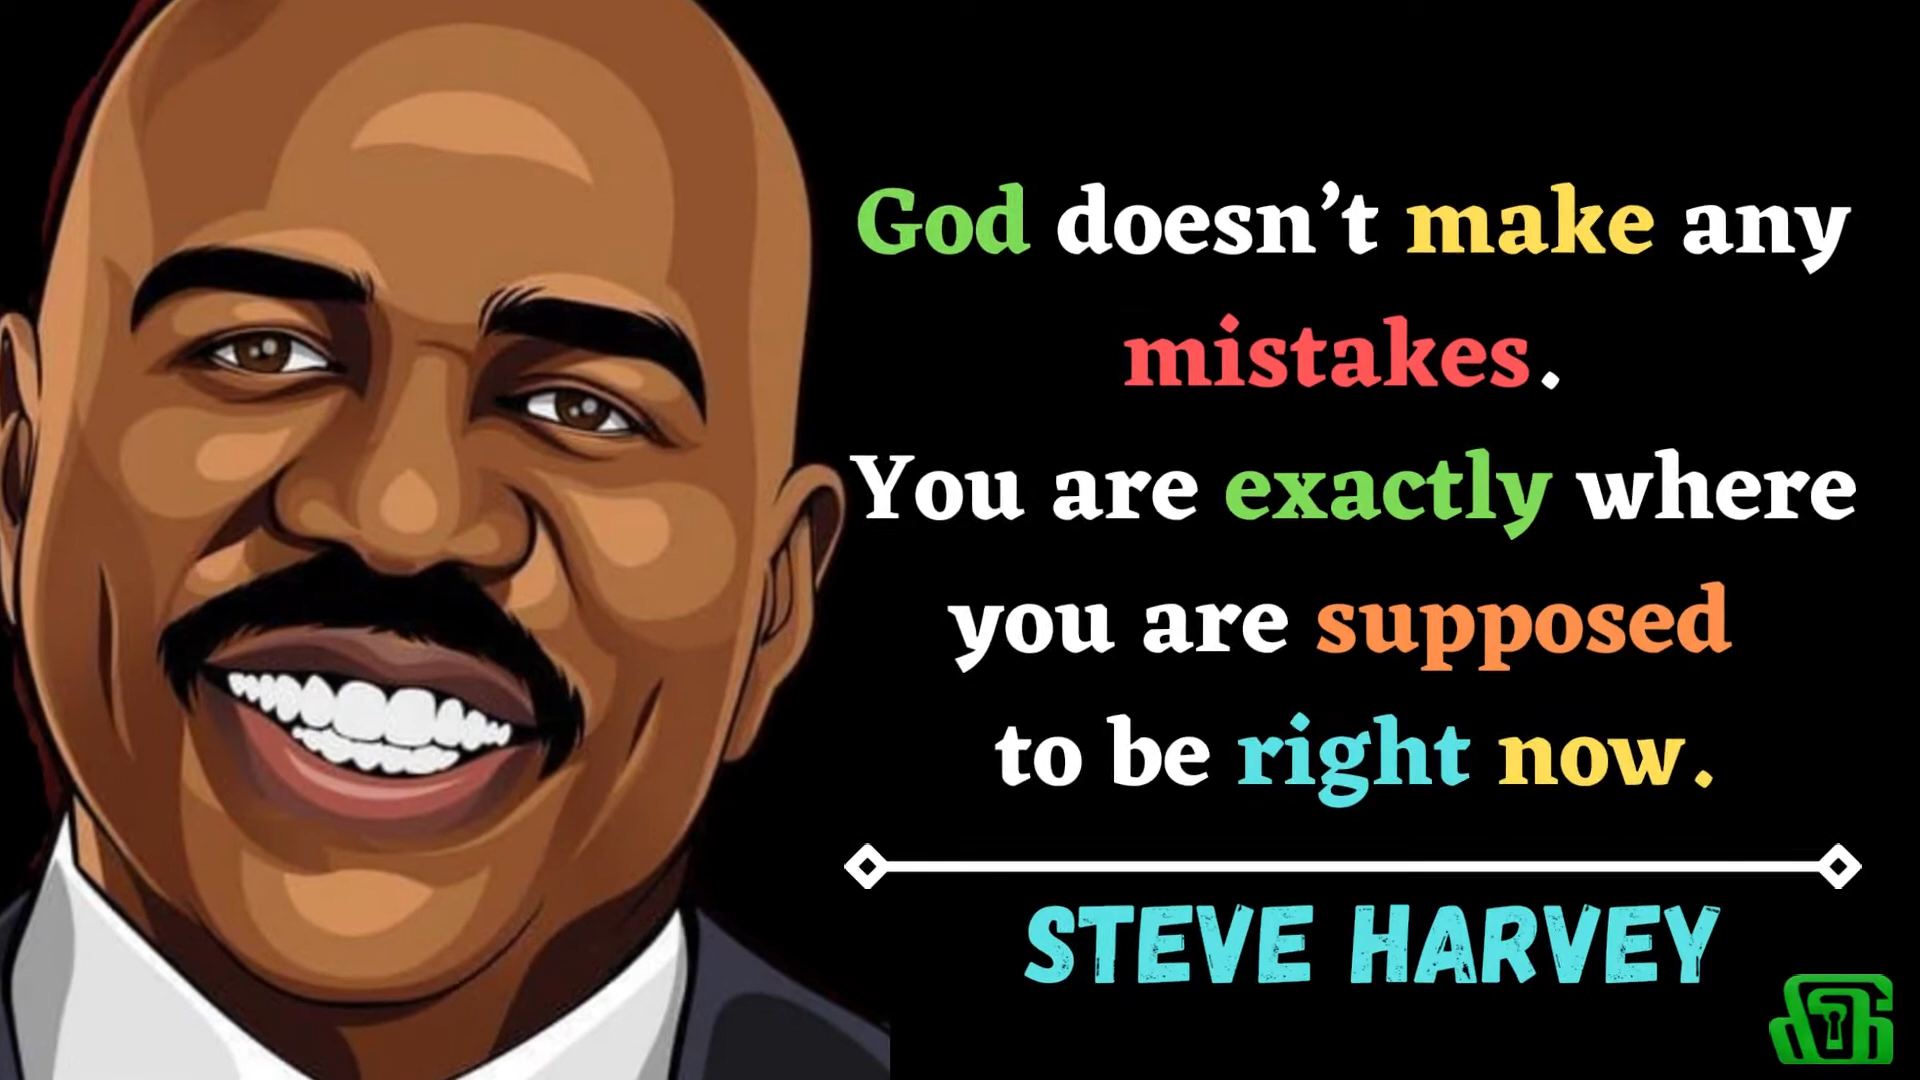 God doesn’t make any
mistakes.
You are exactly where
you are supposed
to be right now.
STEVE HARVEY